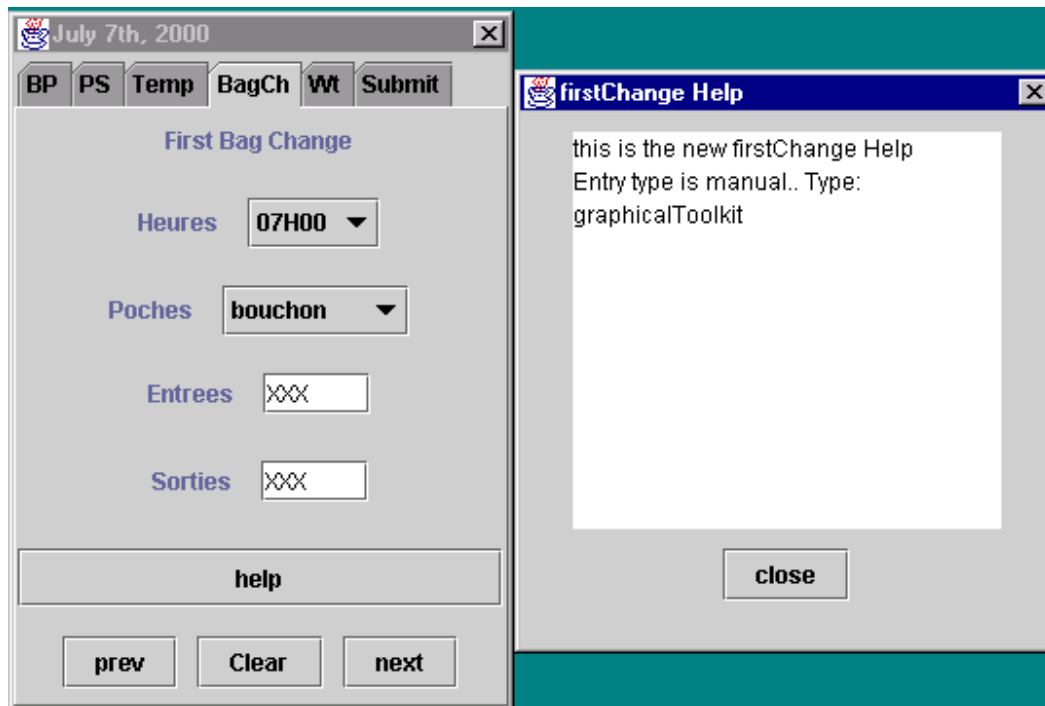 July 7th, 2000
BP PS Temp BagCh Wt Submit
First Bag Change
Heures 07H00
Poches bouchon
Entrees XXX
Sorties XXX
help
prev Clear next
firstChange Help
this is the new firstChange Help
Entry type is manual.. Type:
graphicalToolkit
close